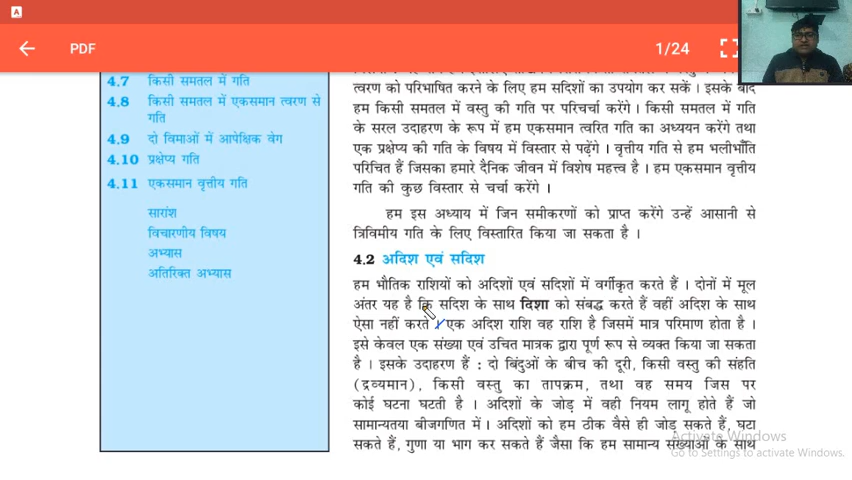 A
PDF
1/24
4.7 किसी समतल में गति
4.8 किसी समतल में एकसमान त्वरण से
गति
4.9 दो विमाओं में आपेक्षिक वेग
4.10 प्रक्षेप्य गति
4.11 एकसमान वृत्तीय गति
सारांश
विचारणीय विषय
अभ्यास
अतिरिक्त अभ्यास
त्वरण को परिभाषित करने के लिए हम सदिशों का उपयोग कर सकें । इसके बाद
हम किसी समतल में वस्तु की गति पर परिचर्चा करेंगे । किसी समतल में गति
के सरल उदाहरण के रूप में हम एकसमान त्वरित गति का अध्ययन करेंगे तथा
एक प्रक्षेप्य की गति के विषय में विस्तार से पढ़ेंगे । वृत्तीय गति से हम भलीभाँति
परिचित हैं जिसका हमारे दैनिक जीवन में विशेष महत्त्व है । हम एकसमान वृत्तीय
गति की कुछ विस्तार से चर्चा करेंगे ।
हम इस अध्याय में जिन समीकरणों को प्राप्त करेंगे उन्हें आसानी से
त्रिविमीय गति के लिए विस्तारित किया जा सकता है ।
4.2 अदिश एवं सदिश
हम भौतिक राशियों को अदिशों एवं सदिशों में वर्गीकृत करते हैं । दोनों में मूल
अंतर यह है कि सदिश के साथ दिशा को संबद्ध करते हैं वहीं अदिश के साथ
ऐसा नहीं करते । एक अदिश राशि वह राशि है जिसमें मात्र परिमाण होता है ।
इसे केवल एक संख्या एवं उचित मात्रक द्वारा पूर्ण रूप से व्यक्त किया जा सकता
है । इसके उदाहरण हैं : दो बिंदुओं के बीच की दूरी, किसी वस्तु की संहति
(द्रव्यमान), किसी वस्तु का तापक्रम, तथा वह समय जिस पर
कोई घटना घटती है । अदिशों के जोड़ में वही नियम लागू होते हैं जो
सामान्यतया बीजगणित में । अदिशों को हम ठीक वैसे ही जोड़ सकते हैं, घटा
सकते हैं, गुणा या भाग कर सकते हैं जैसा कि हम सामान्य संख्याओं के साथ
Activate Windows
Go to Settings to activate Windows.